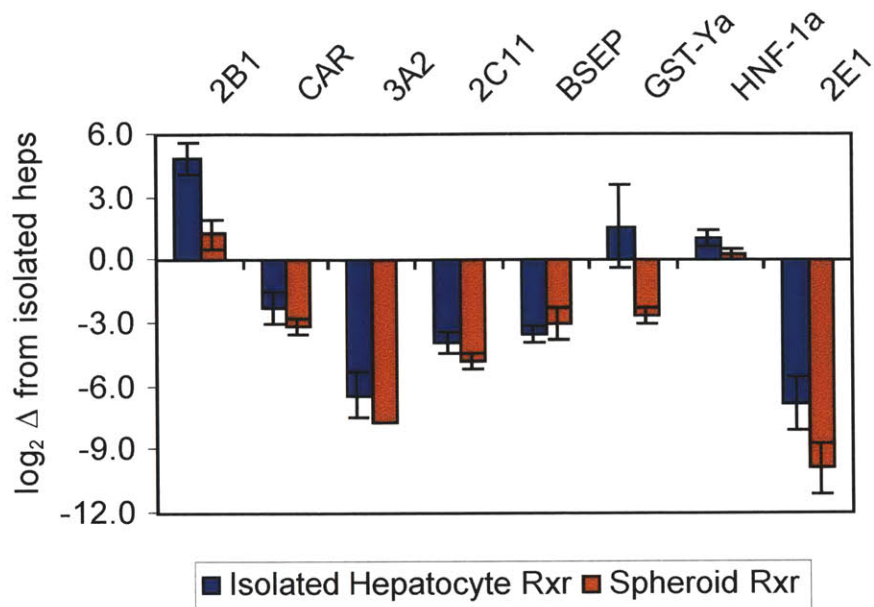 2B1
CAR
3A2
2C11
BSEP
GST-Ya
HNF-1a
2E1
log₂ Δ from isolated heps
6.0
3.0
0.0
-3.0
-6.0
-9.0
-12.0
Isolated Hepatocyte Rxr Spheroid Rxr